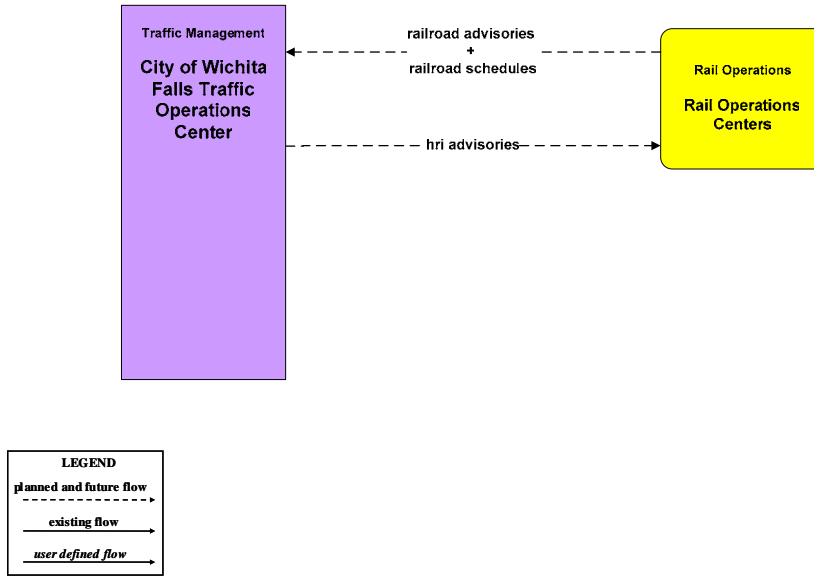 Traffic Management
City of Wichita
Falls Traffic
Operations
Center
railroad advisories
+
railroad schedules
hri advisories
Rail Operations
Rail Operations
Centers
LEGEND
planned and future flow
existing flow
user defined flow